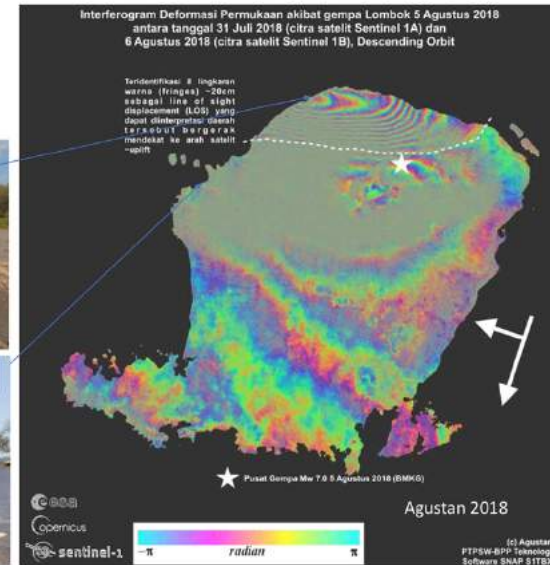 Interferogram Deformasi Permukaan akibat gempa Lombok 5 Agustus 2018
antara tanggal 31 Juli 2018 (citra satelit Sentinel 1A) dan
6 Agustus 2018 (citra satelit Sentinel 1B), Descending Orbit
Teridentifikasi 8 lingkaran
warna (fringes) ~20cm
sebagai line of sight
displacement (LOS) yang
dapat diinterpretasi daerah
tersebut bergerak
mendekat ke arah satelit
~uplift
Pusat Gempa Mw 7.0 5 Agustus 2018 (BMKG)
esa
Copernicus
sentinel-1
Agustan 2018
−π radian π
(c) Agustan
PTPSW-BPP Teknolog
Software SNAP S1TBX